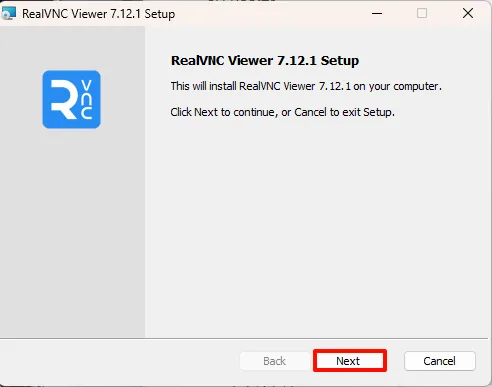 RealVNC Viewer 7.12.1 Setup
RealVNC Viewer 7.12.1 Setup
This will install RealVNC Viewer 7.12.1 on your computer.
Click Next to continue, or Cancel to exit Setup.
R VNC
Back
Next
Cancel